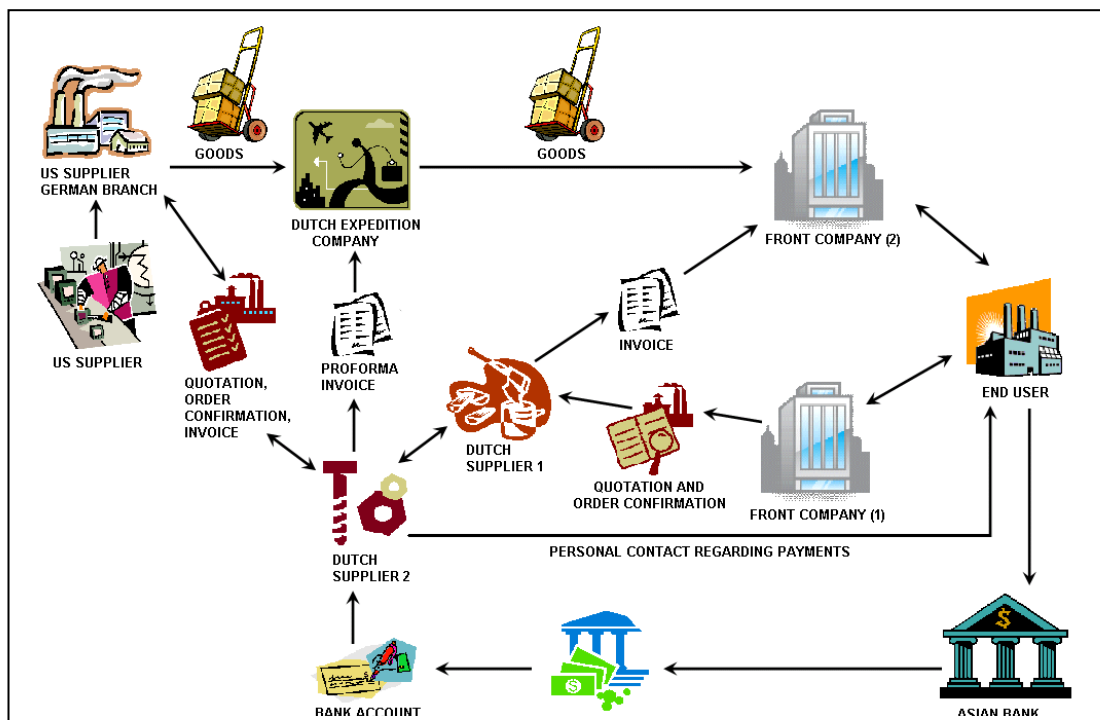 GOODS
GOODS
US SUPPLIER
GERMAN BRANCH
DUTCH EXPEDITION
COMPANY
FRONT COMPANY (2)
US SUPPLIER
QUOTATION,
ORDER
CONFIRMATION,
INVOICE
PROFORMA
INVOICE
INVOICE
DUTCH
SUPPLIER 1
QUOTATION AND
ORDER CONFIRMATION
FRONT COMPANY (1)
END USER
PERSONAL CONTACT REGARDING PAYMENTS
DUTCH
SUPPLIER 2
$
$
BANK ACCOUNT
ASIAN BANK